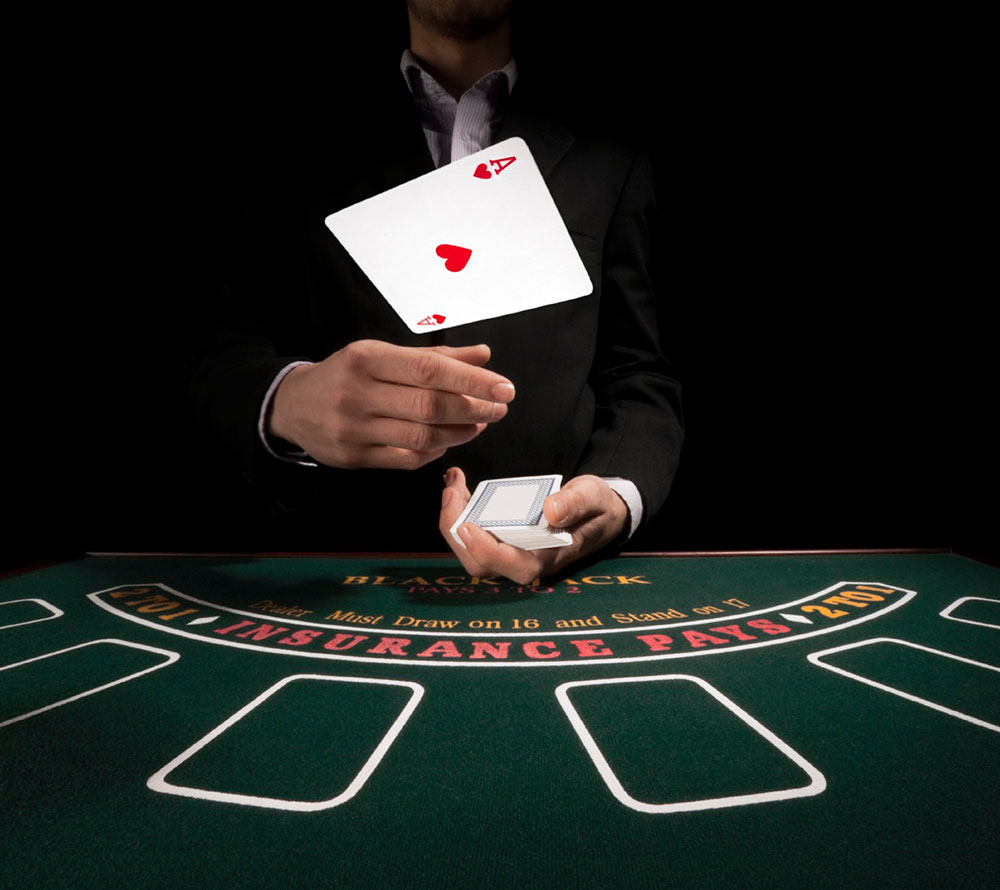 A
A
BLACK JACK
PAYS 3 TO 2
Dealer Must Draw on 16 and Stand on 17
2 TO 1 INSURANCE PAYS 2 TO 1